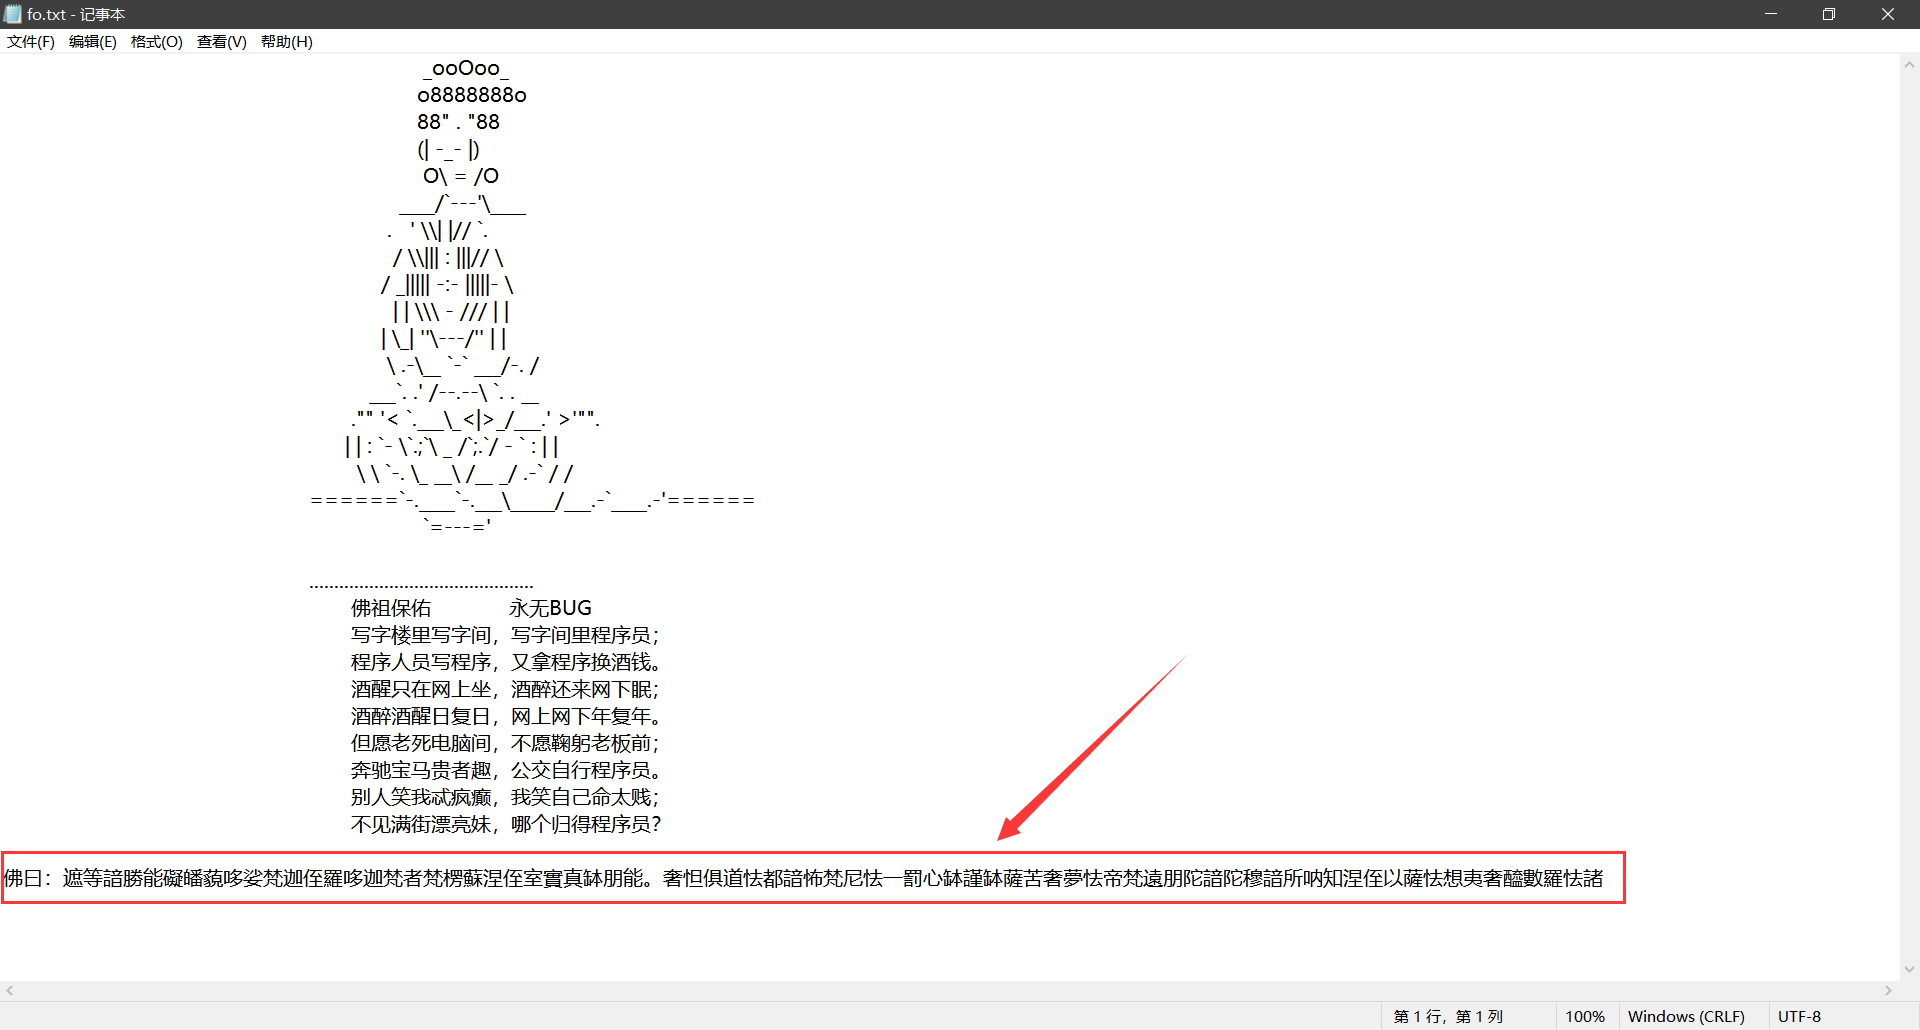 fo.txt - 记事本
文件(F) 编辑(E) 格式(O) 查看(V) 帮助(H)
_ooOoo_
o8888888o
88" . "88
(| -_- |)
O\ = /O
____/`---'\____
. ' \\| |// `.
/ \\||| : |||// \
/ _||||| -:- |||||- \
| | \\\ - /// | |
| \_| ''\---/'' | |
\ .-\__ `-` ___/-. /
___`. .' /--.--\ `. . __
."" '< `.___\_<|>_/___.' >'"".
| | : `- \`.;`\ _ /`;.`/ - ` : | |
\ \ `-. \_ __\ /__ _/ .-` / /
======`-.____`-.___\_____/___.-`____.-'======
`=---='
.............................................
佛祖保佑 永无BUG
写字楼里写字间，写字间里程序员；
程序人员写程序，又拿程序换酒钱。
酒醒只在网上坐，酒醉还来网下眠；
酒醉酒醒日复日，网上网下年复年。
但愿老死电脑间，不愿鞠躬老板前；
奔驰宝马贵者趣，公交自行程序员。
别人笑我忒疯癫，我笑自己命太贱；
不见满街漂亮妹，哪个归得程序员？
佛曰：遮等諳勝能礙皤藐哆娑梵迦侄羅哆迦梵者梵楞蘇涅侄室實真缽朋能。奢怛俱道怯都諳怖梵尼怯一罰心缽謹缽薩苦奢夢怯帝梵遠朋陀諳陀穆諳所呐知涅侄以薩怯想夷奢醯數羅怯諸
第 1 行，第 1 列 100% Windows (CRLF) UTF-8